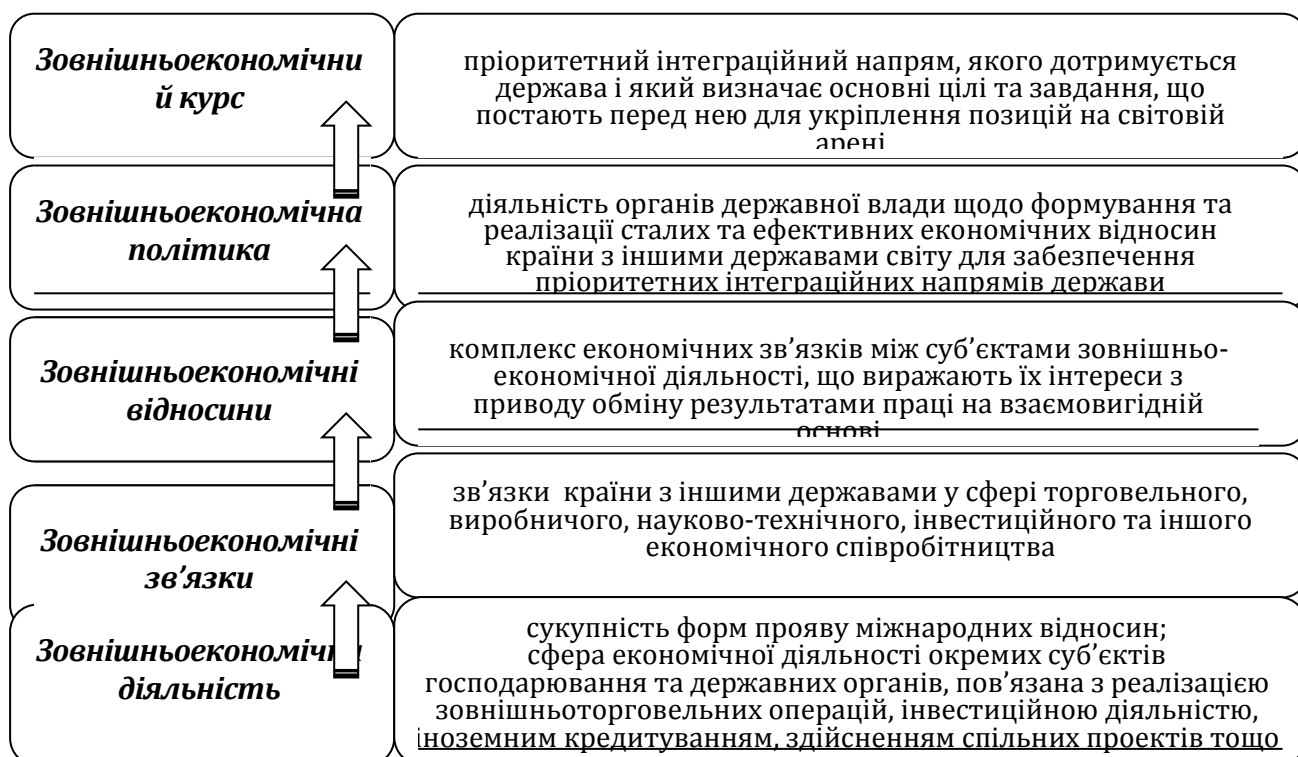 Зовнішньоекономічни
й курс
пріоритетний інтеграційний напрям, якого дотримується
держава і який визначає основні цілі та завдання, що
постають перед нею для укріплення позицій на світовій
арені
Зовнішньоекономічна
політика
діяльність органів державної влади щодо формування та
реалізації сталих та ефективних економічних відносин
країни з іншими державами світу для забезпечення
пріоритетних інтеграційних напрямів держави
Зовнішньоекономічні
відносини
комплекс економічних зв’язків між суб’єктами зовнішньо-
економічної діяльності, що виражають їх інтереси з
приводу обміну результатами праці на взаємовигідній
основі
Зовнішньоекономічні
зв’язки
зв’язки країни з іншими державами у сфері торговельного,
виробничого, науково-технічного, інвестиційного та іншого
економічного співробітництва
Зовнішньоекономічна
діяльність
сукупність форм прояву міжнародних відносин;
сфера економічної діяльності окремих суб’єктів
господарювання та державних органів, пов’язана з реалізацією
зовнішньоторговельних операцій, інвестиційною діяльністю,
іноземним кредитуванням, здійсненням спільних проектів тощо